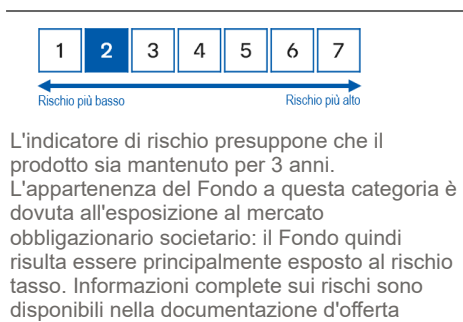 1 2 3 4 5 6 7
Rischio più basso Rischio più alto
L'indicatore di rischio presuppone che il
prodotto sia mantenuto per 3 anni.
L'appartenenza del Fondo a questa categoria è
dovuta all'esposizione al mercato
obbligazionario societario: il Fondo quindi
risulta essere principalmente esposto al rischio
tasso. Informazioni complete sui rischi sono
disponibili nella documentazione d'offerta